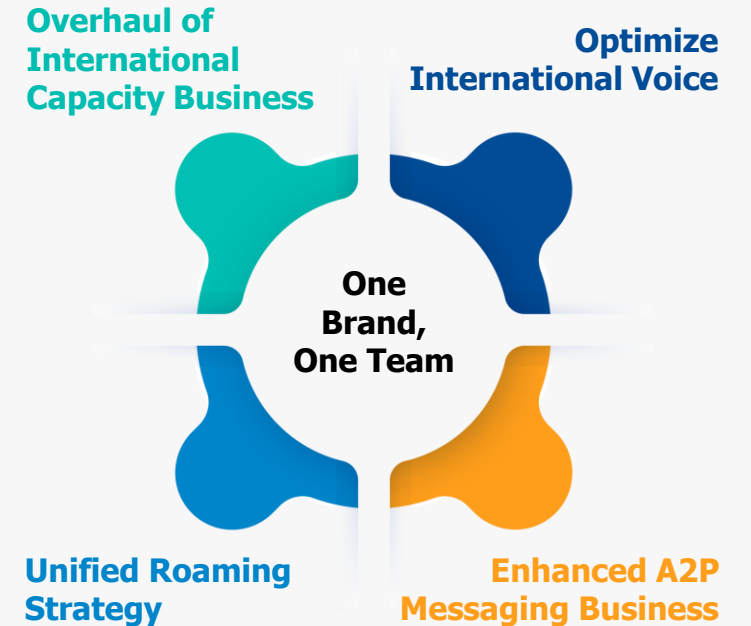 Overhaul of
International
Capacity Business
Optimize
International Voice
One
Brand,
One Team
Unified Roaming
Strategy
Enhanced A2P
Messaging Business